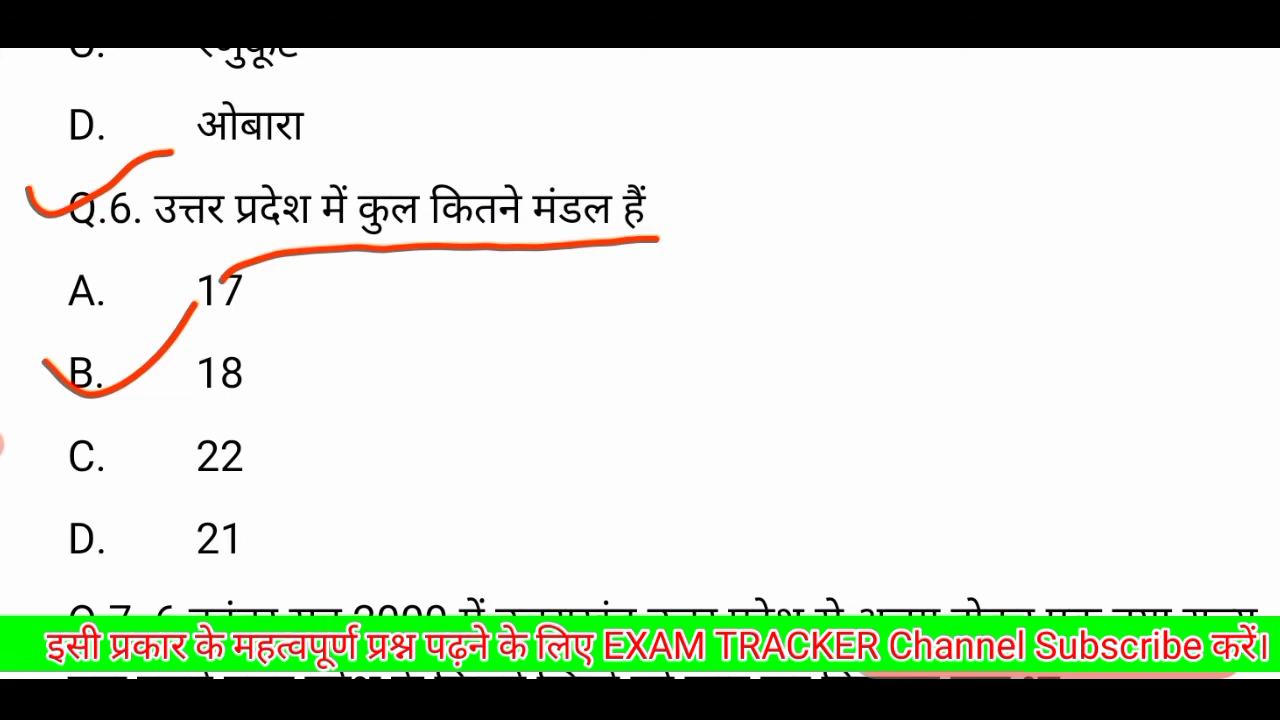 D. ओबारा
Q.6. उत्तर प्रदेश में कुल कितने मंडल हैं
A. 17
B. 18
C. 22
D. 21
इसी प्रकार के महत्वपूर्ण प्रश्न पढ़ने के लिए EXAM TRACKER Channel Subscribe करें।